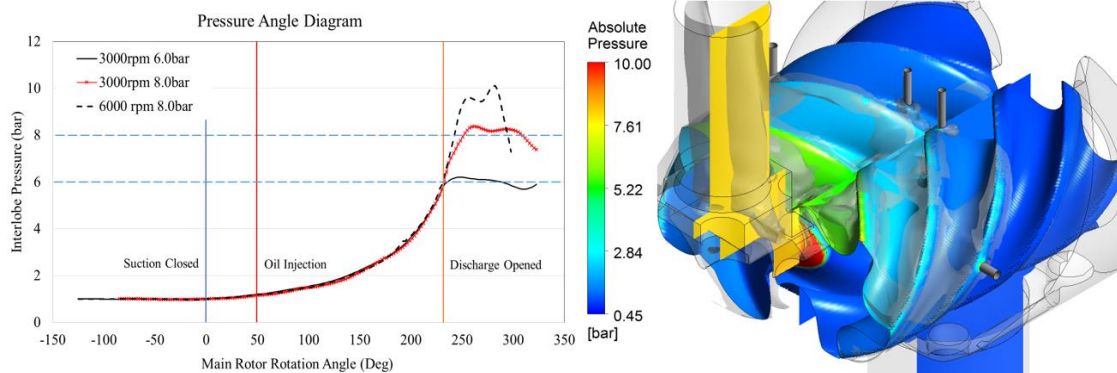 Pressure Angle Diagram
12
10
8
6
4
2
0
Interlobe Pressure (bar)
3000rpm 6.0bar
3000rpm 8.0bar
6000 rpm 8.0bar
Suction Closed
Oil Injection
Discharge Opened
-150
-100
-50
0
50
100
150
200
250
300
350
Main Rotor Rotation Angle (Deg)
Absolute
Pressure
10.00
7.61
5.22
2.84
0.45
[bar]